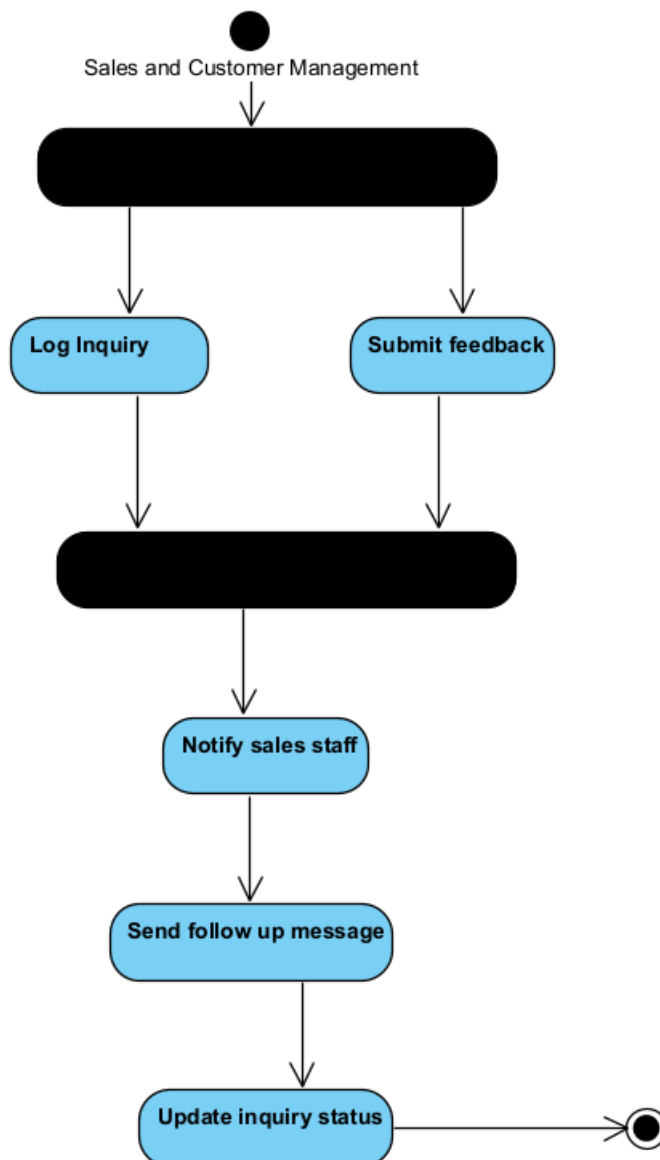 Sales and Customer Management
Log Inquiry
Submit feedback
Notify sales staff
Send follow up message
Update inquiry status